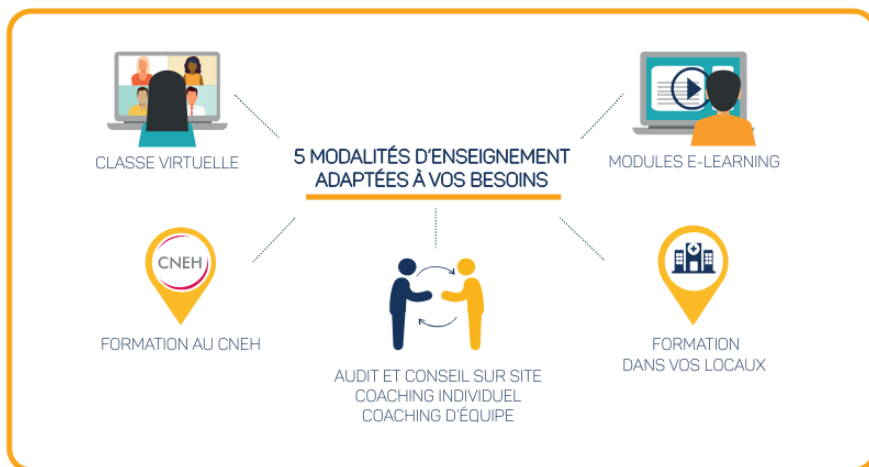 5 MODALITÉS D'ENSEIGNEMENT
ADAPTÉES À VOS BESOINS
CLASSE VIRTUELLE
MODULES E-LEARNING
CNEH
FORMATION AU CNEH
AUDIT ET CONSEIL SUR SITE
COACHING INDIVIDUEL
COACHING D'ÉQUIPE
FORMATION
DANS VOS LOCAUX